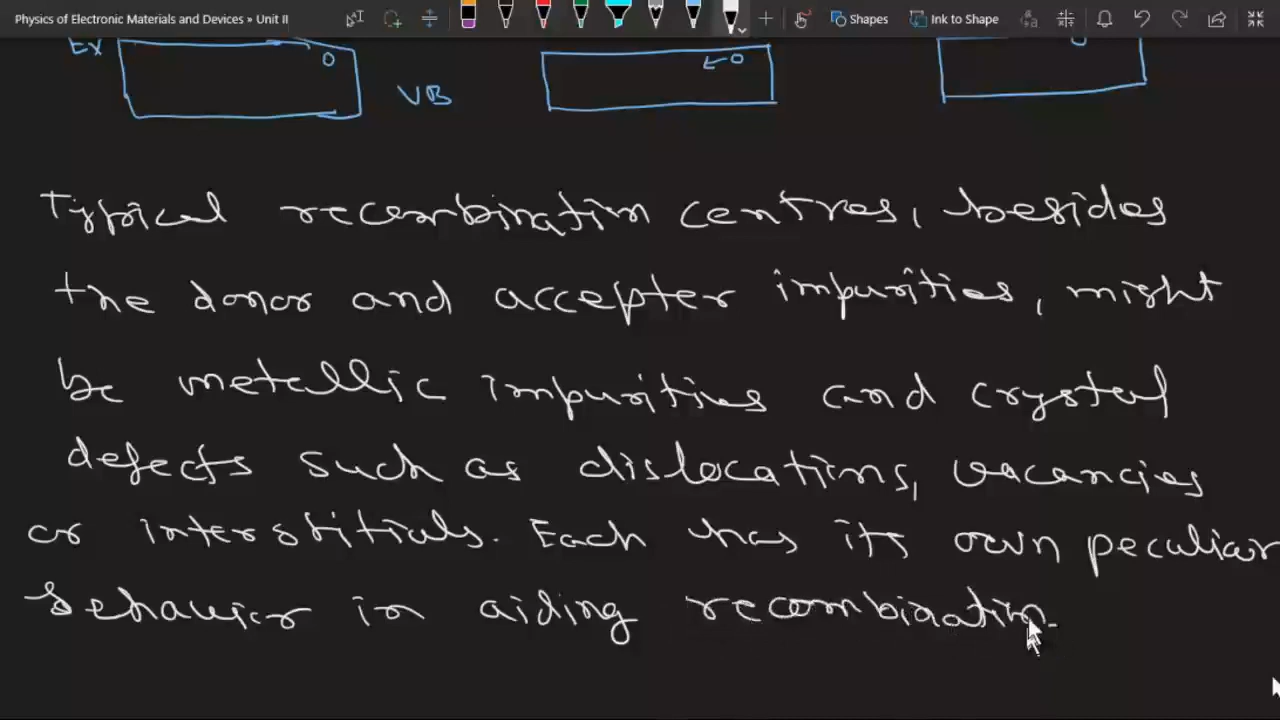 Physics of Electronic Materials and Devices » Unit II
Shapes
Ink to Shape
Ex
VB
Typical recombination centres, besides
the donor and accepter impurities, might
be metallic impurities and crystal
defects such as dislocations, vacancies
or interstitials. Each has its own peculiar
behavior in aiding recombination.